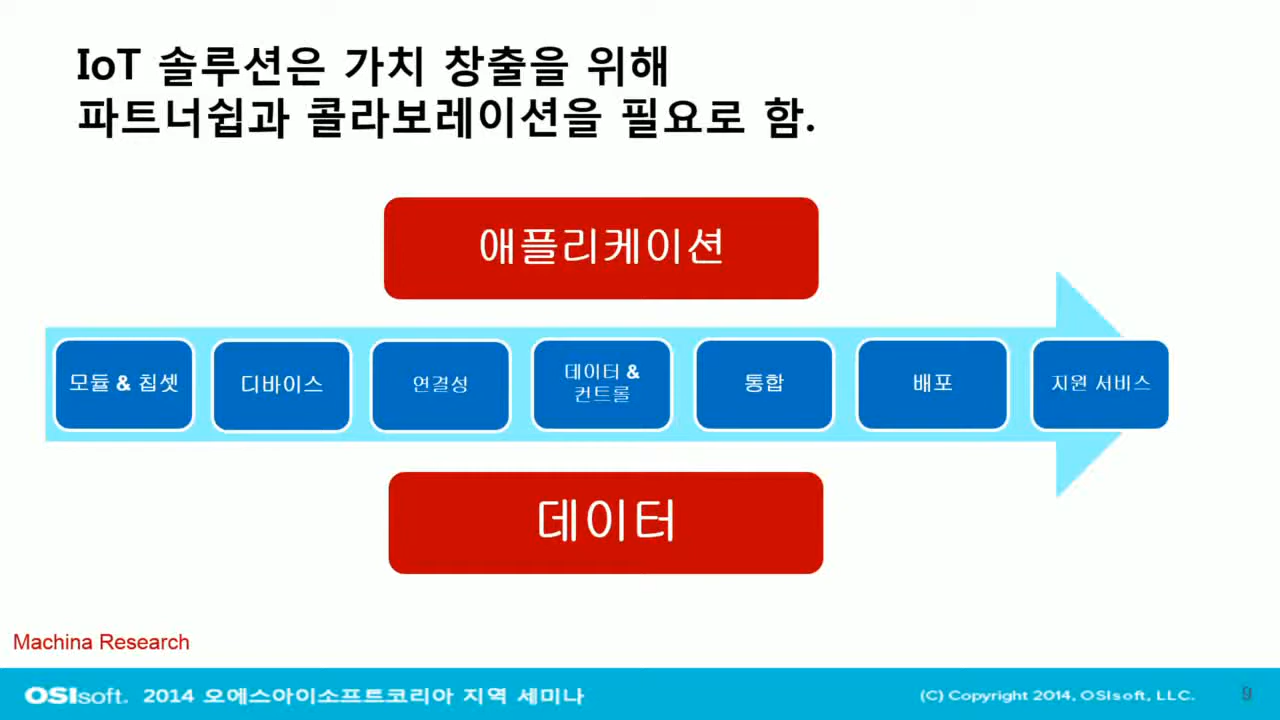 IoT 솔루션은 가치 창출을 위해
파트너쉽과 콜라보레이션을 필요로 함.
애플리케이션
모듈 & 칩셋
디바이스
연결성
데이터 &
컨트롤
통합
배포
지원 서비스
데이터
Machina Research
OSIsoft. 2014 오에스아이소프트코리아 지역 세미나
(C) Copyright 2014, OSIsoft, LLC.
9